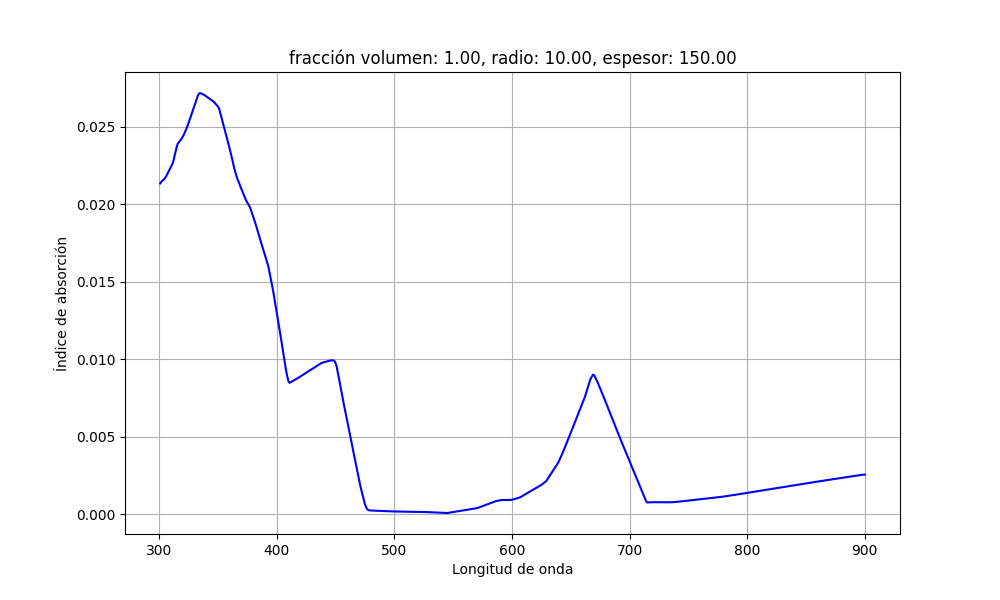 fracción volumen: 1.00, radio: 10.00, espesor: 150.00
Índice de absorción
0.025
0.020
0.015
0.010
0.005
0.000
300 400 500 600 700 800 900
Longitud de onda